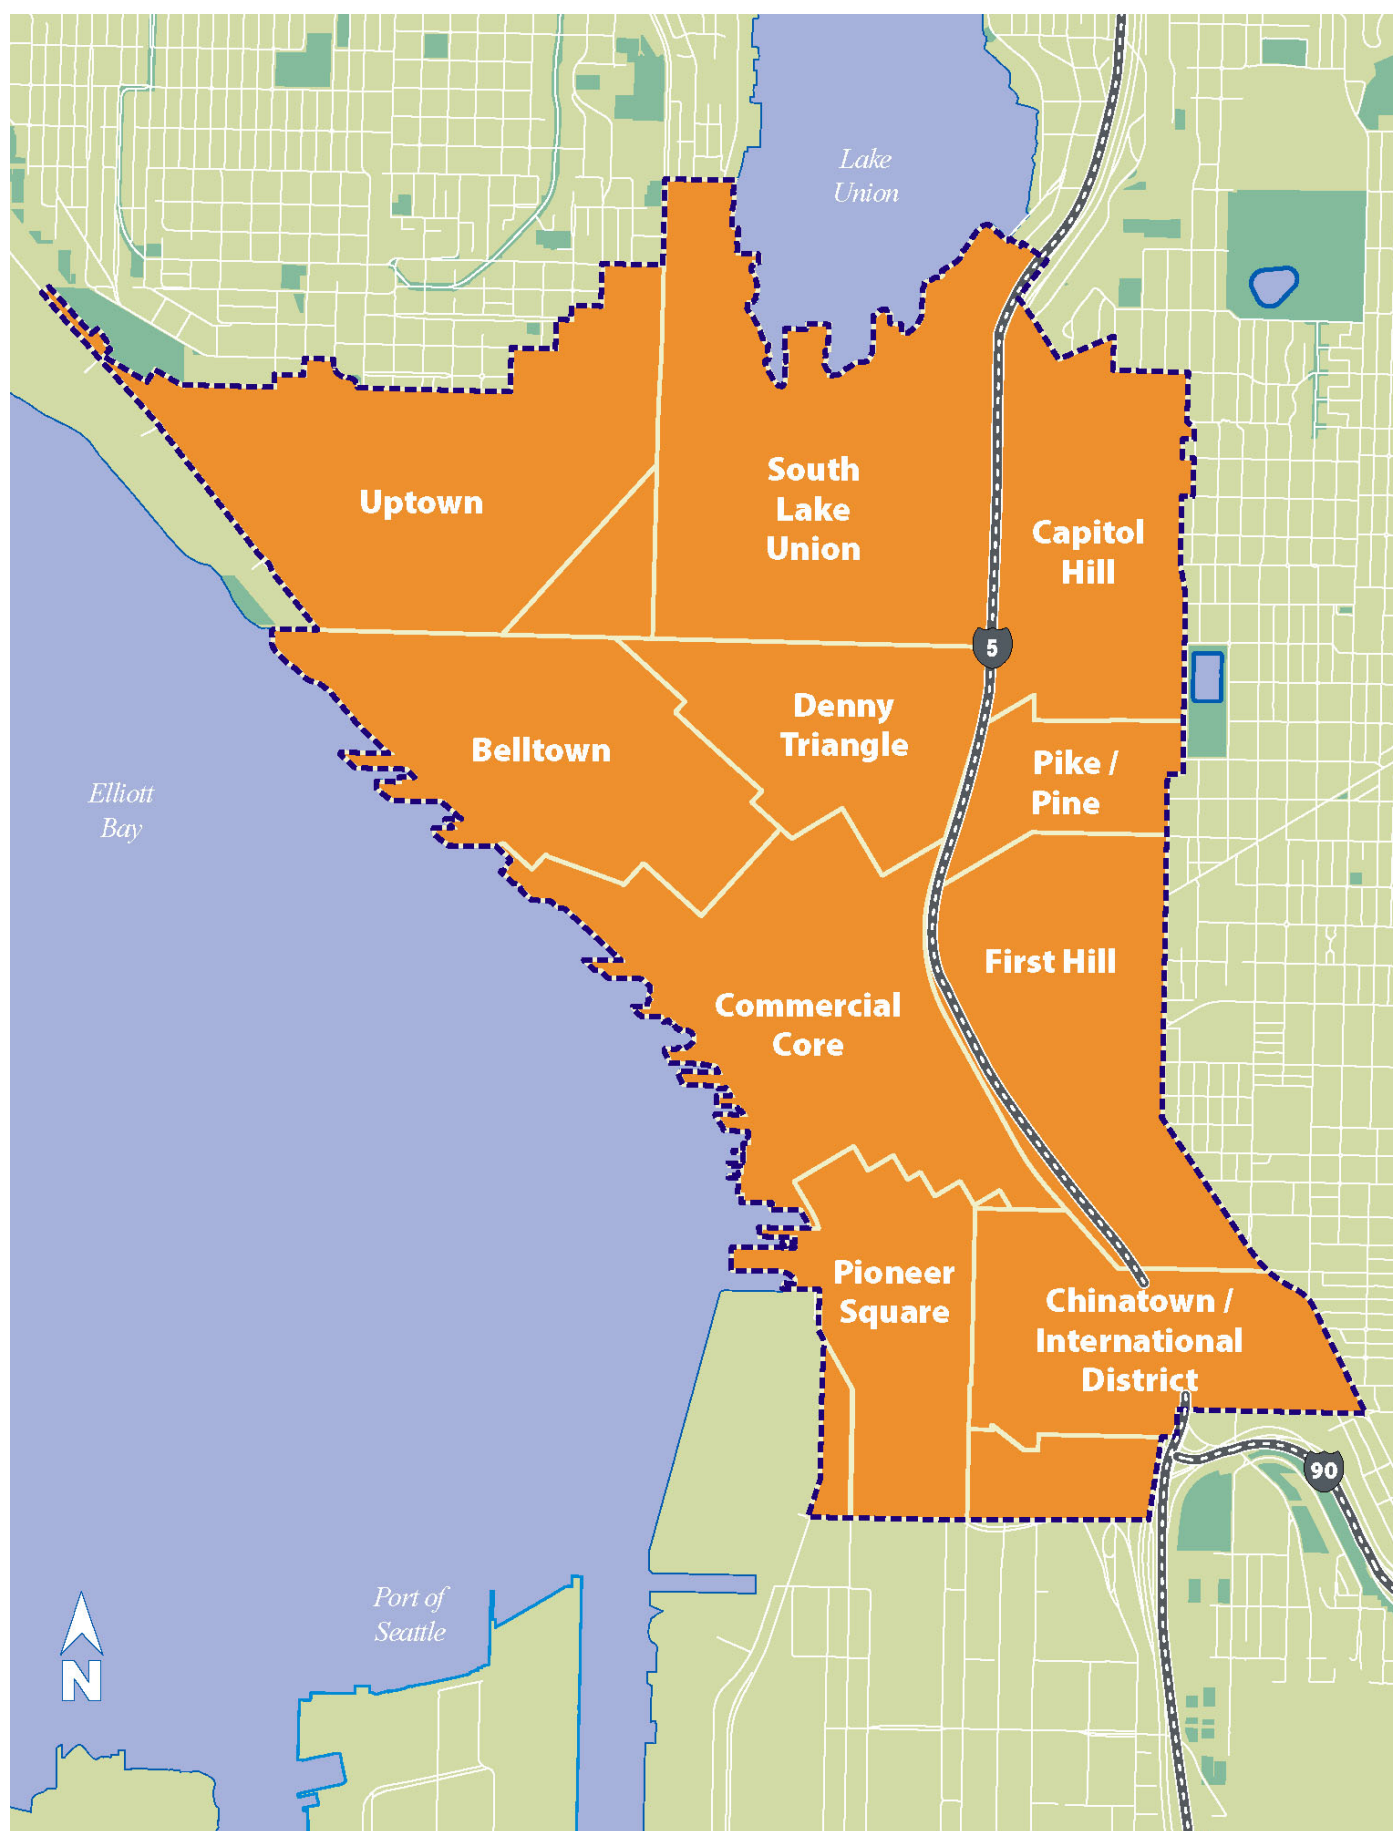 Lake
Union
South
Lake
Union
Uptown
Capitol
Hill
5
Denny
Triangle
Belltown
Pike /
Pine
Elliott
Bay
First Hill
Commercial
Core
Pioneer
Square
Chinatown /
International
District
90
Port of
Seattle
N